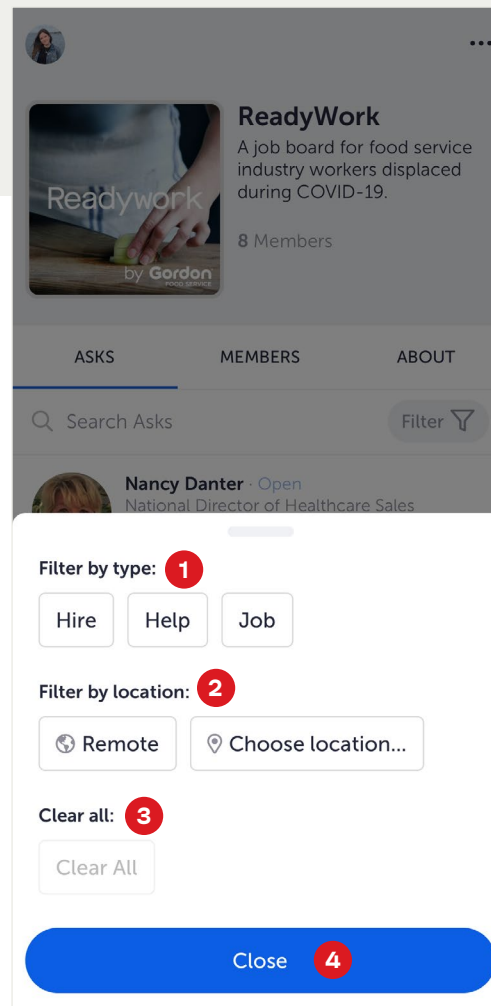 ReadyWork
A job board for food service
industry workers displaced
during COVID-19.
8 Members
Readywork
by Gordon
FOOD SERVICE
ASKS MEMBERS ABOUT
Search Asks Filter
Nancy Danter · Open
National Director of Healthcare Sales
Filter by type: 1
Hire Help Job
Filter by location: 2
Remote Choose location...
Clear all: 3
Clear All
Close 4